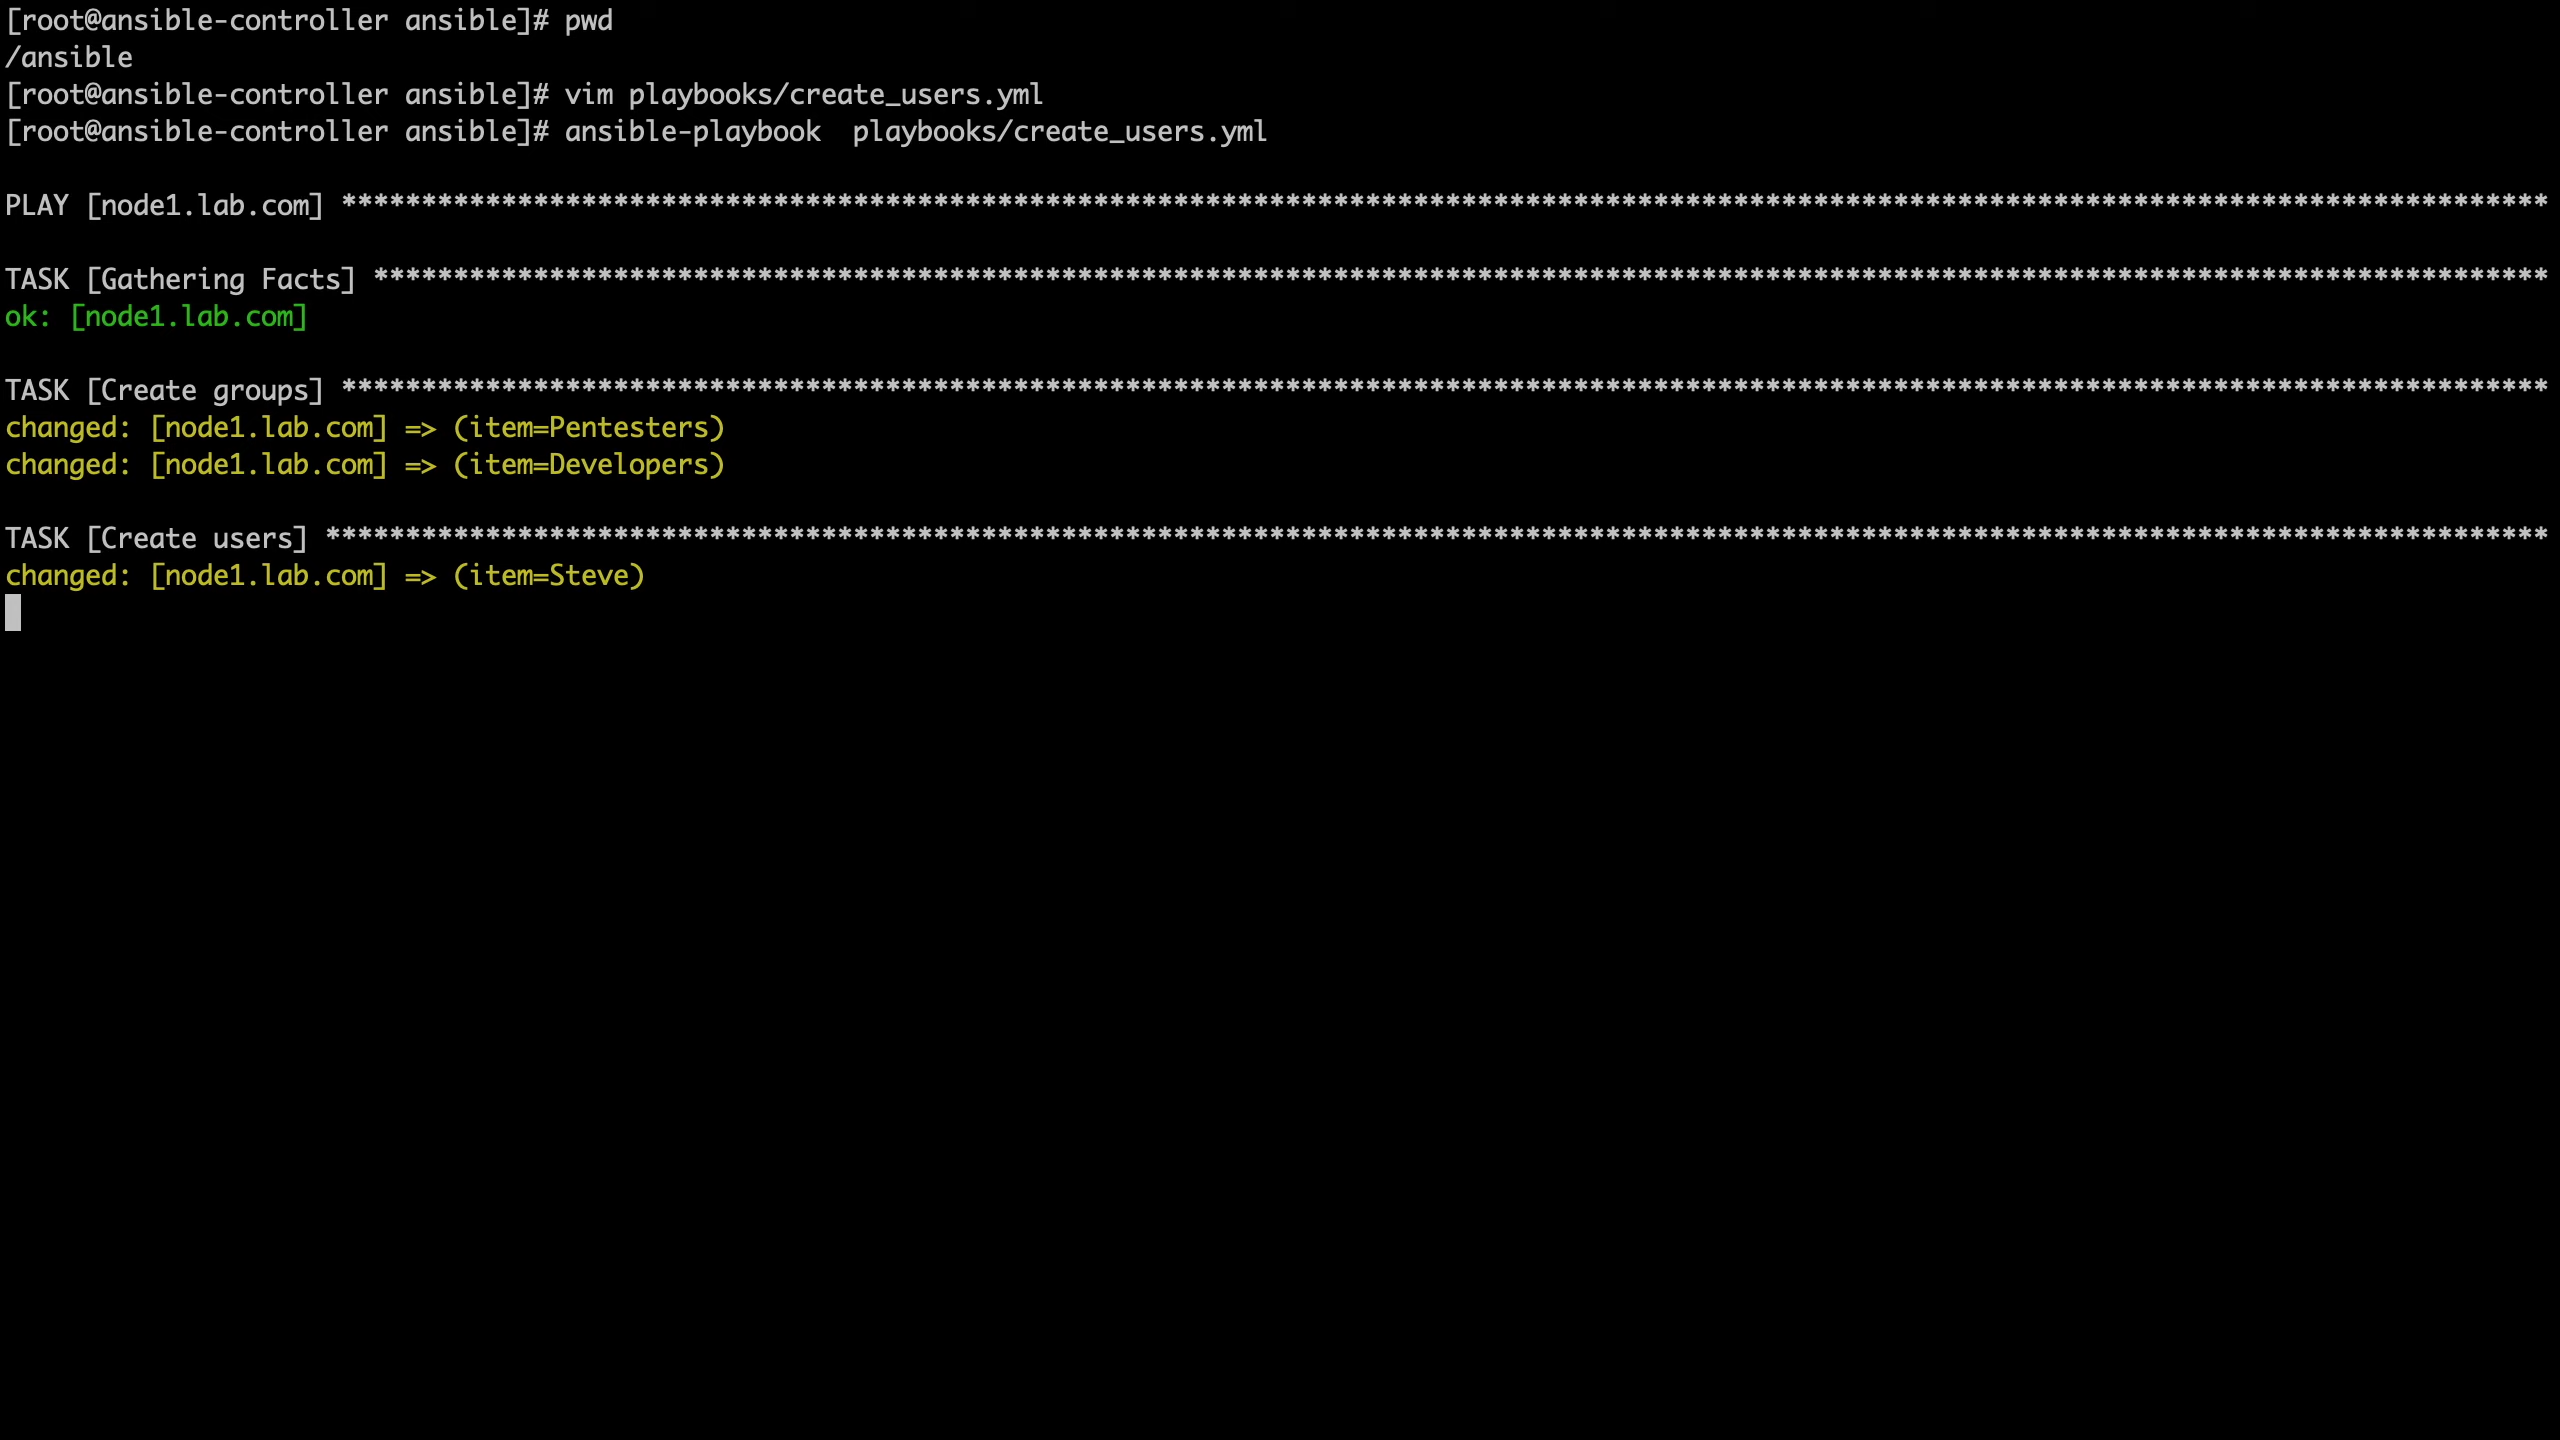 [root@ansible-controller ansible]# pwd
/ansible
[root@ansible-controller ansible]# vim playbooks/create_users.yml
[root@ansible-controller ansible]# ansible-playbook  playbooks/create_users.yml
PLAY [node1.lab.com] ******************************************************************************************************************************************
TASK [Gathering Facts] ****************************************************************************************************************************************
ok: [node1.lab.com]
TASK [Create groups] ******************************************************************************************************************************************
changed: [node1.lab.com] => (item=Pentesters)
changed: [node1.lab.com] => (item=Developers)
TASK [Create users] *******************************************************************************************************************************************
changed: [node1.lab.com] => (item=Steve)